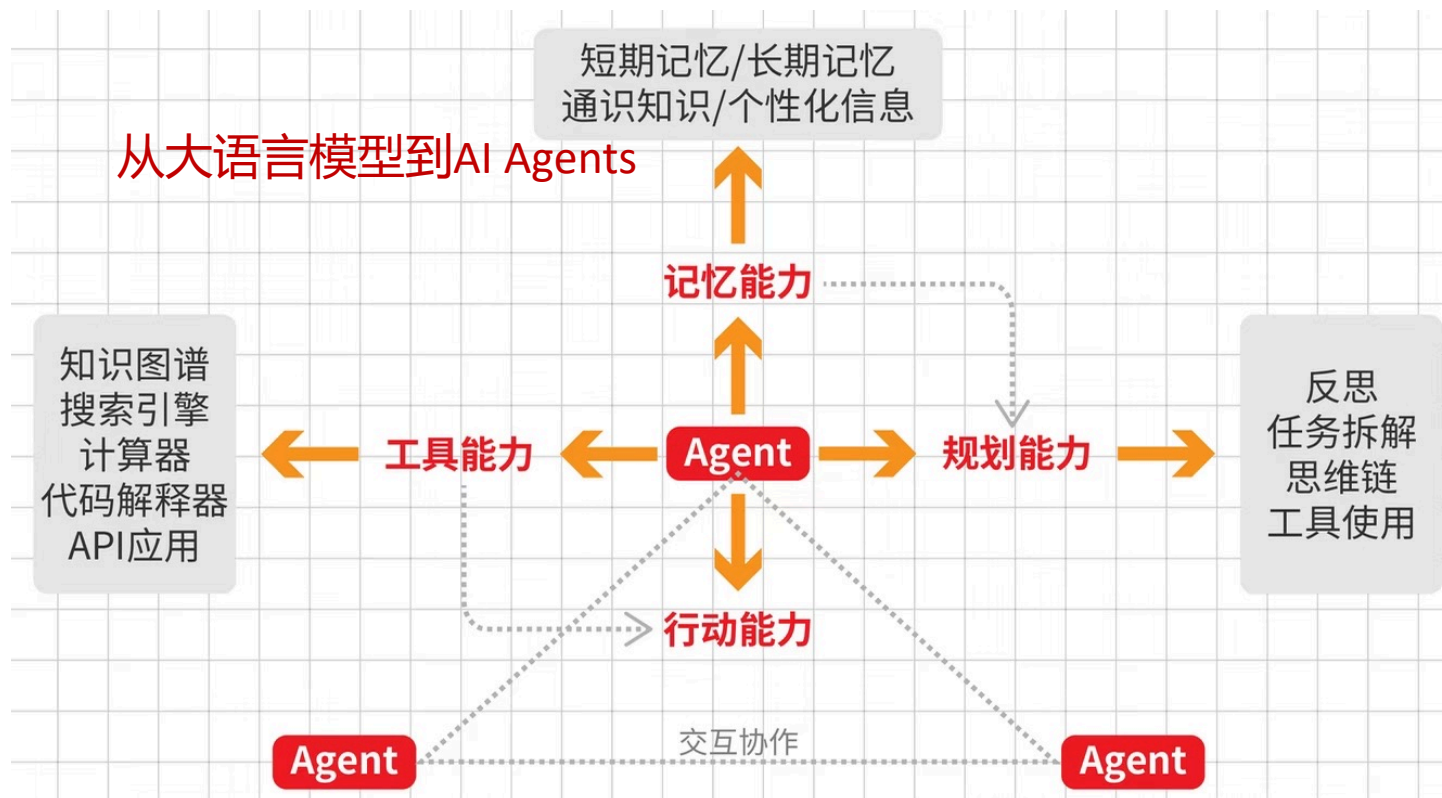 短期记忆/长期记忆
通识知识/个性化信息
从大语言模型到AI Agents
记忆能力
知识图谱
搜索引擎
计算器
代码解释器
API应用
工具能力
Agent
规划能力
反思
任务拆解
思维链
工具使用
行动能力
交互协作
Agent
Agent